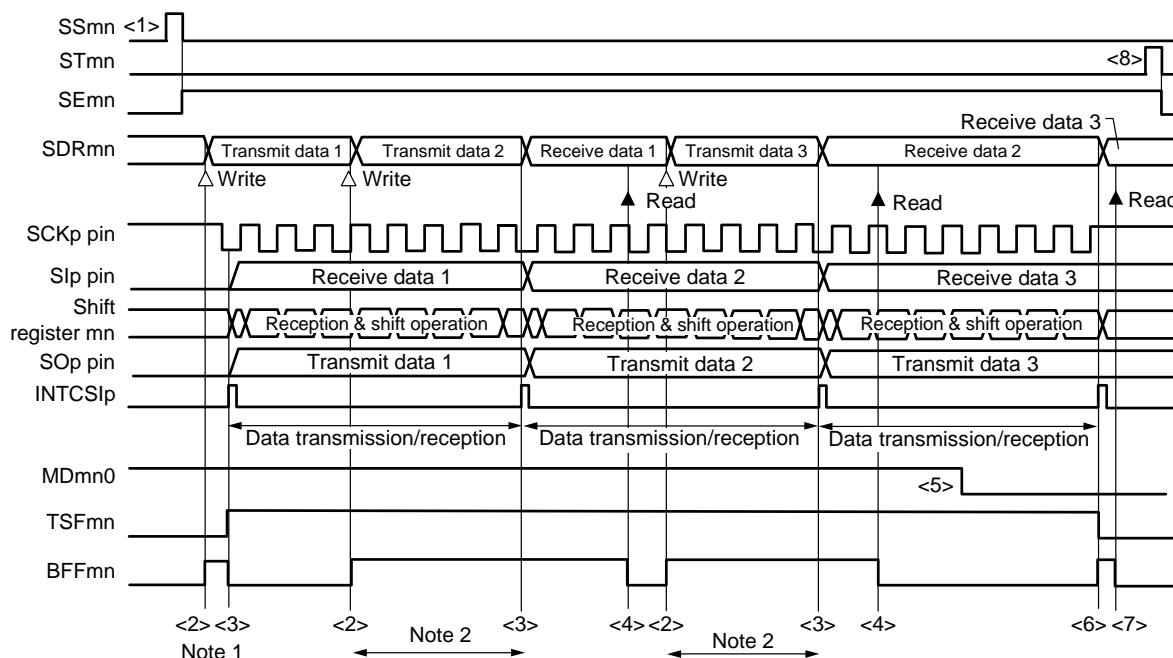 SSmn <1>
STmn <8>
SEmn
Receive data 3
SDRmn Transmit data 1 Transmit data 2 Receive data 1 Transmit data 3 Receive data 2
Write Write Write
Read Read Read
SCKp pin
SIp pin Receive data 1 Receive data 2 Receive data 3
Shift
register mn Reception & shift operation Reception & shift operation Reception & shift operation
SOp pin Transmit data 1 Transmit data 2 Transmit data 3
INTCSIp
Data transmission/reception Data transmission/reception Data transmission/reception
MDmn0 <5>
TSFmn
BFFmn
<2> <3> <2> <3> <4> <2> <3> <4> <6> <7>
Note 1 Note 2 Note 2